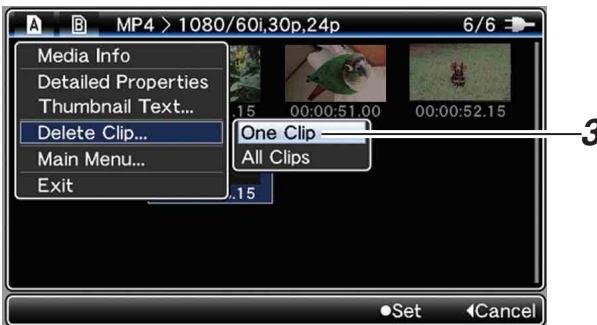 A B MP4 > 1080/60i,30p,24p 6/6
Media Info
Detailed Properties
Thumbnail Text...
Delete Clip...
Main Menu...
Exit
One Clip
All Clips
.15 00:00:51.00 00:00:52.15
.15
3
●Set ◀Cancel